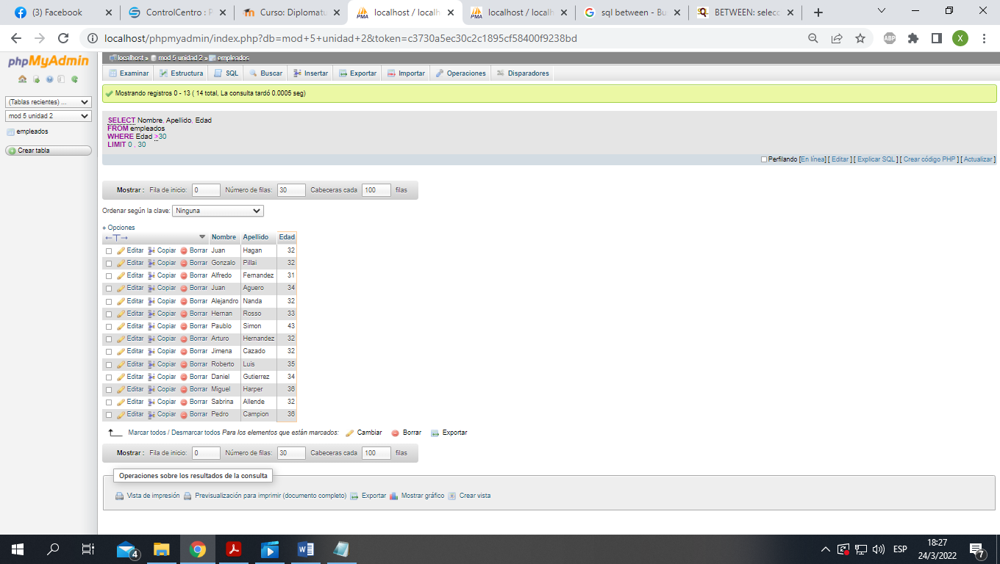 (3) Facebook
ControlCentro : P
Curso: Diplomatu
localhost / localh
localhost / localh
sql between - Bu
BETWEEN: selecc
localhost/phpmyadmin/index.php?db=mod+5+unidad+2&token=c3730a5ec30c2c1895cf58400f9238bd
ABP
X
phpMyAdmin
(Tablas recientes) ...
mod 5 unidad 2
empleados
Crear tabla
localhost » mod 5 unidad 2 » empleados
Examinar Estructura SQL Buscar Insertar Exportar Importar Operaciones Disparadores
Mostrando registros 0 - 13 ( 14 total, La consulta tardó 0.0005 seg)
SELECT Nombre, Apellido, Edad
FROM empleados
WHERE Edad >30
LIMIT 0 , 30
Perfilando [En línea] [ Editar ] [ Explicar SQL ] [ Crear código PHP ] [ Actualizar ]
Mostrar : Fila de inicio: 0 Número de filas: 30 Cabeceras cada 100 filas
Ordenar según la clave: Ninguna
+ Opciones
←T→ Nombre Apellido Edad
Editar Copiar Borrar Juan Hagan 32
Editar Copiar Borrar Gonzalo Pillai 32
Editar Copiar Borrar Alfredo Fernandez 31
Editar Copiar Borrar Juan Aguero 34
Editar Copiar Borrar Alejandro Nanda 32
Editar Copiar Borrar Hernan Rosso 33
Editar Copiar Borrar Paublo Simon 43
Editar Copiar Borrar Arturo Hernandez 32
Editar Copiar Borrar Jimena Cazado 32
Editar Copiar Borrar Roberto Luis 35
Editar Copiar Borrar Daniel Gutierrez 34
Editar Copiar Borrar Miguel Harper 36
Editar Copiar Borrar Sabrina Allende 32
Editar Copiar Borrar Pedro Campion 36
Marcar todos / Desmarcar todos Para los elementos que están marcados: Cambiar Borrar Exportar
Mostrar : Fila de inicio: 0 Número de filas: 30 Cabeceras cada 100 filas
Operaciones sobre los resultados de la consulta
Vista de impresión Previsualización para imprimir (documento completo) Exportar Mostrar gráfico Crear vista
4
ESP
18:27
24/3/2022
7